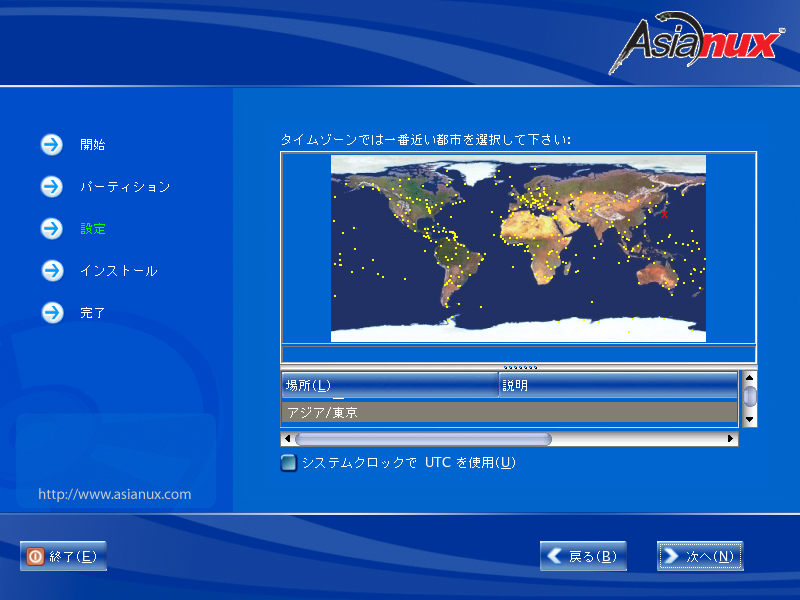 Asianux™
開始
パーティション
設定
インストール
完了
http://www.asianux.com
タイムゾーンでは一番近い都市を選択して下さい:
場所(L) 説明
アジア/東京
システムクロックで UTC を使用(U)
終了(E) 戻る(B) 次へ(N)